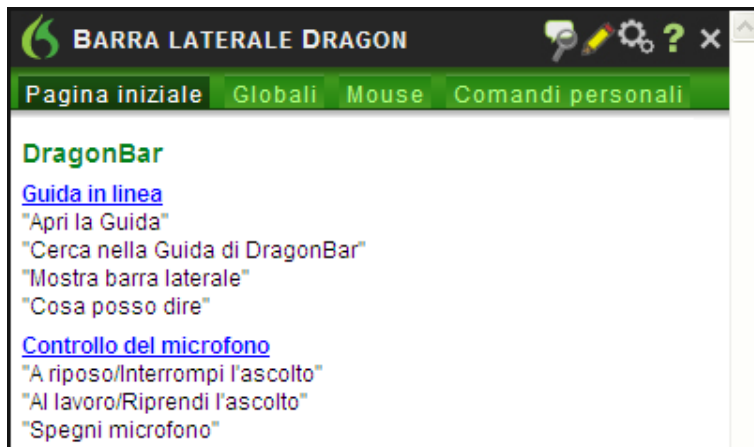 BARRA LATERALE DRAGON
Pagina iniziale Globali Mouse Comandi personali
DragonBar
Guida in linea
"Apri la Guida"
"Cerca nella Guida di DragonBar"
"Mostra barra laterale"
"Cosa posso dire"
Controllo del microfono
"A riposo/Interrompi l'ascolto"
"Al lavoro/Riprendi l'ascolto"
"Spegni microfono"